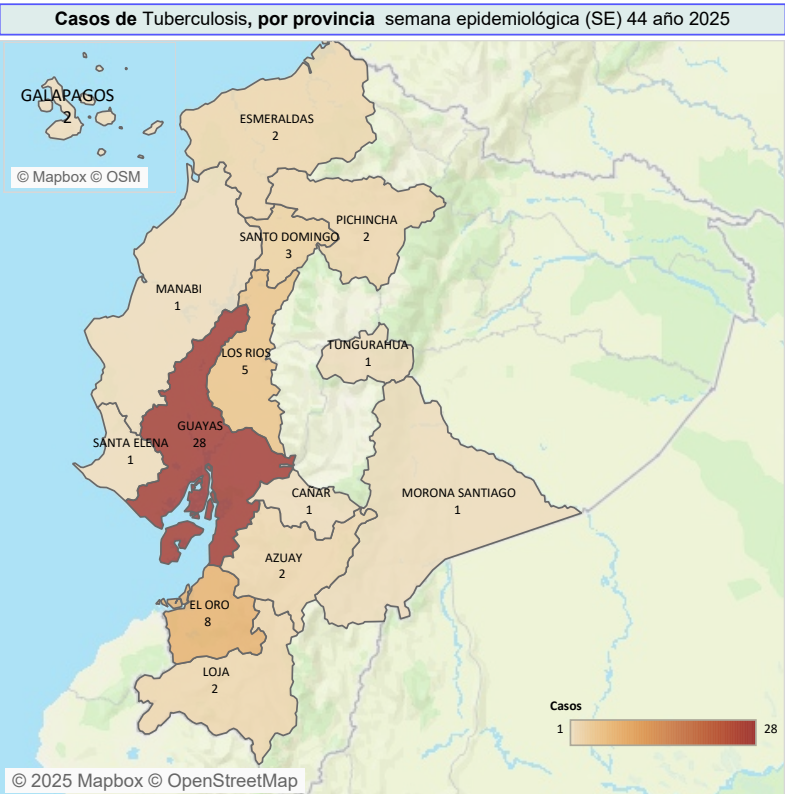 Casos de Tuberculosis, por provincia semana epidemiológica (SE) 44 año 2025
GALAPAGOS
2
© Mapbox © OSM
ESMERALDAS
2
PICHINCHA
2
SANTO DOMINGO
3
MANABI
1
LOS RIOS
5
TUNGURAHUA
1
GUAYAS
28
SANTA ELENA
1
CAÑAR
1
MORONA SANTIAGO
1
AZUAY
2
EL ORO
8
LOJA
2
Casos
1 28
© 2025 Mapbox © OpenStreetMap